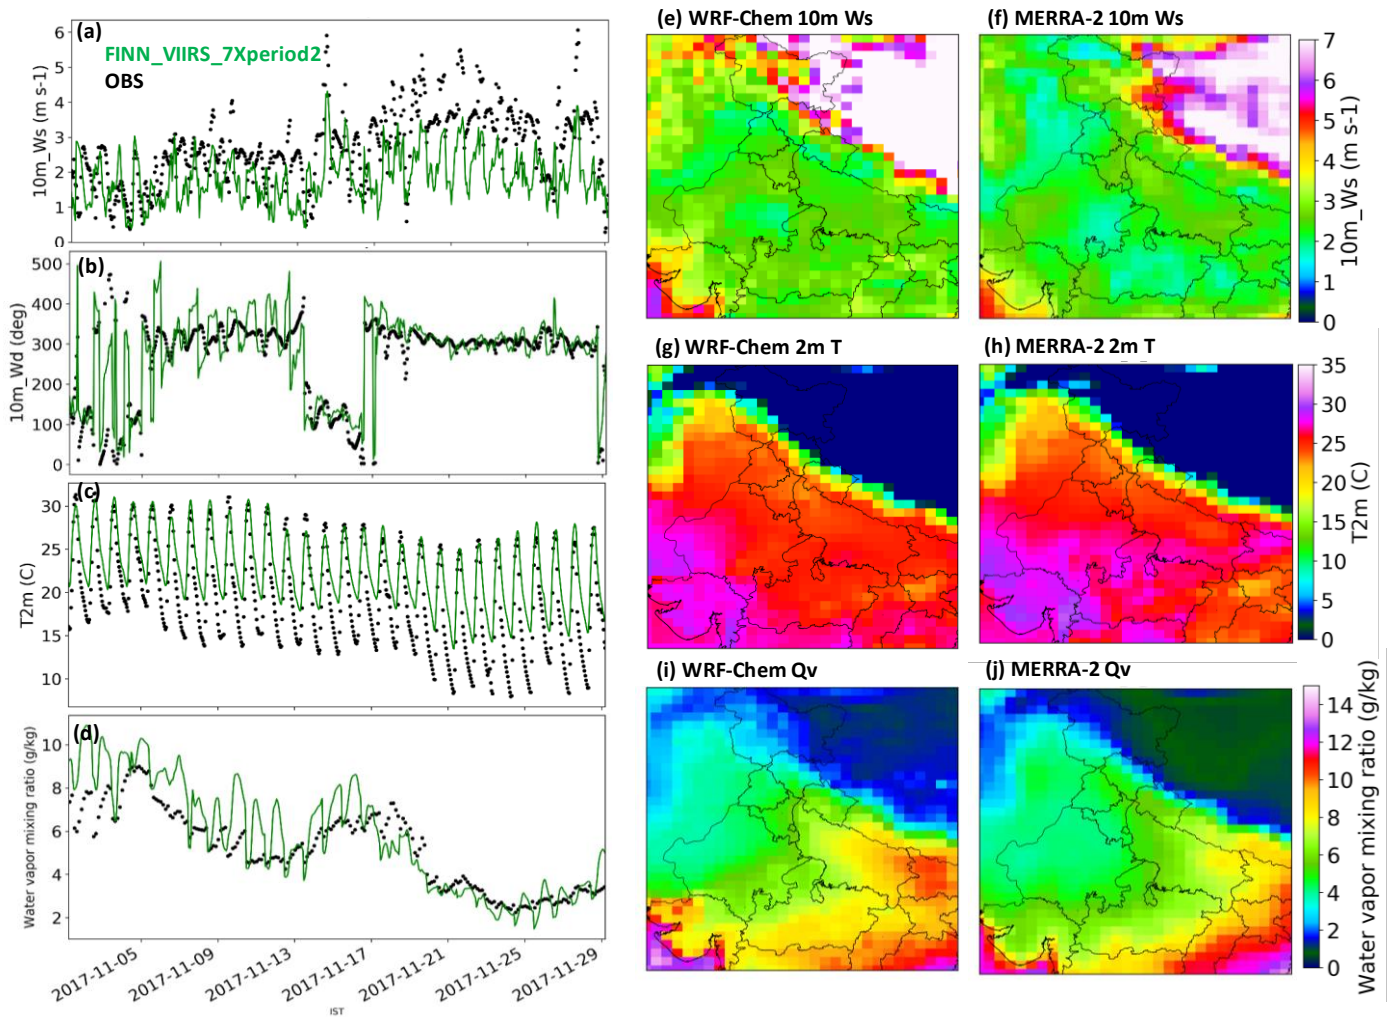 (a)
FINN_VIIRS_7Xperiod2
OBS
10m_Ws (m s-1)
6
5
4
3
2
1
0
(b)
10m_Wd (deg)
500
400
300
200
100
0
(c)
T2m (C)
30
25
20
15
10
(d)
Water vapor mixing ratio (g/kg)
10
8
6
4
2
2017-11-05
2017-11-09
2017-11-13
2017-11-17
2017-11-21
2017-11-25
2017-11-29
IST
(e) WRF-Chem 10m Ws
(f) MERRA-2 10m Ws
7
6
5
4
3
2
1
0
10m_Ws (m s-1)
(g) WRF-Chem 2m T
(h) MERRA-2 2m T
35
30
25
20
15
10
5
0
T2m (C)
(i) WRF-Chem Qv
(j) MERRA-2 Qv
14
12
10
8
6
4
2
0
Water vapor mixing ratio (g/kg)